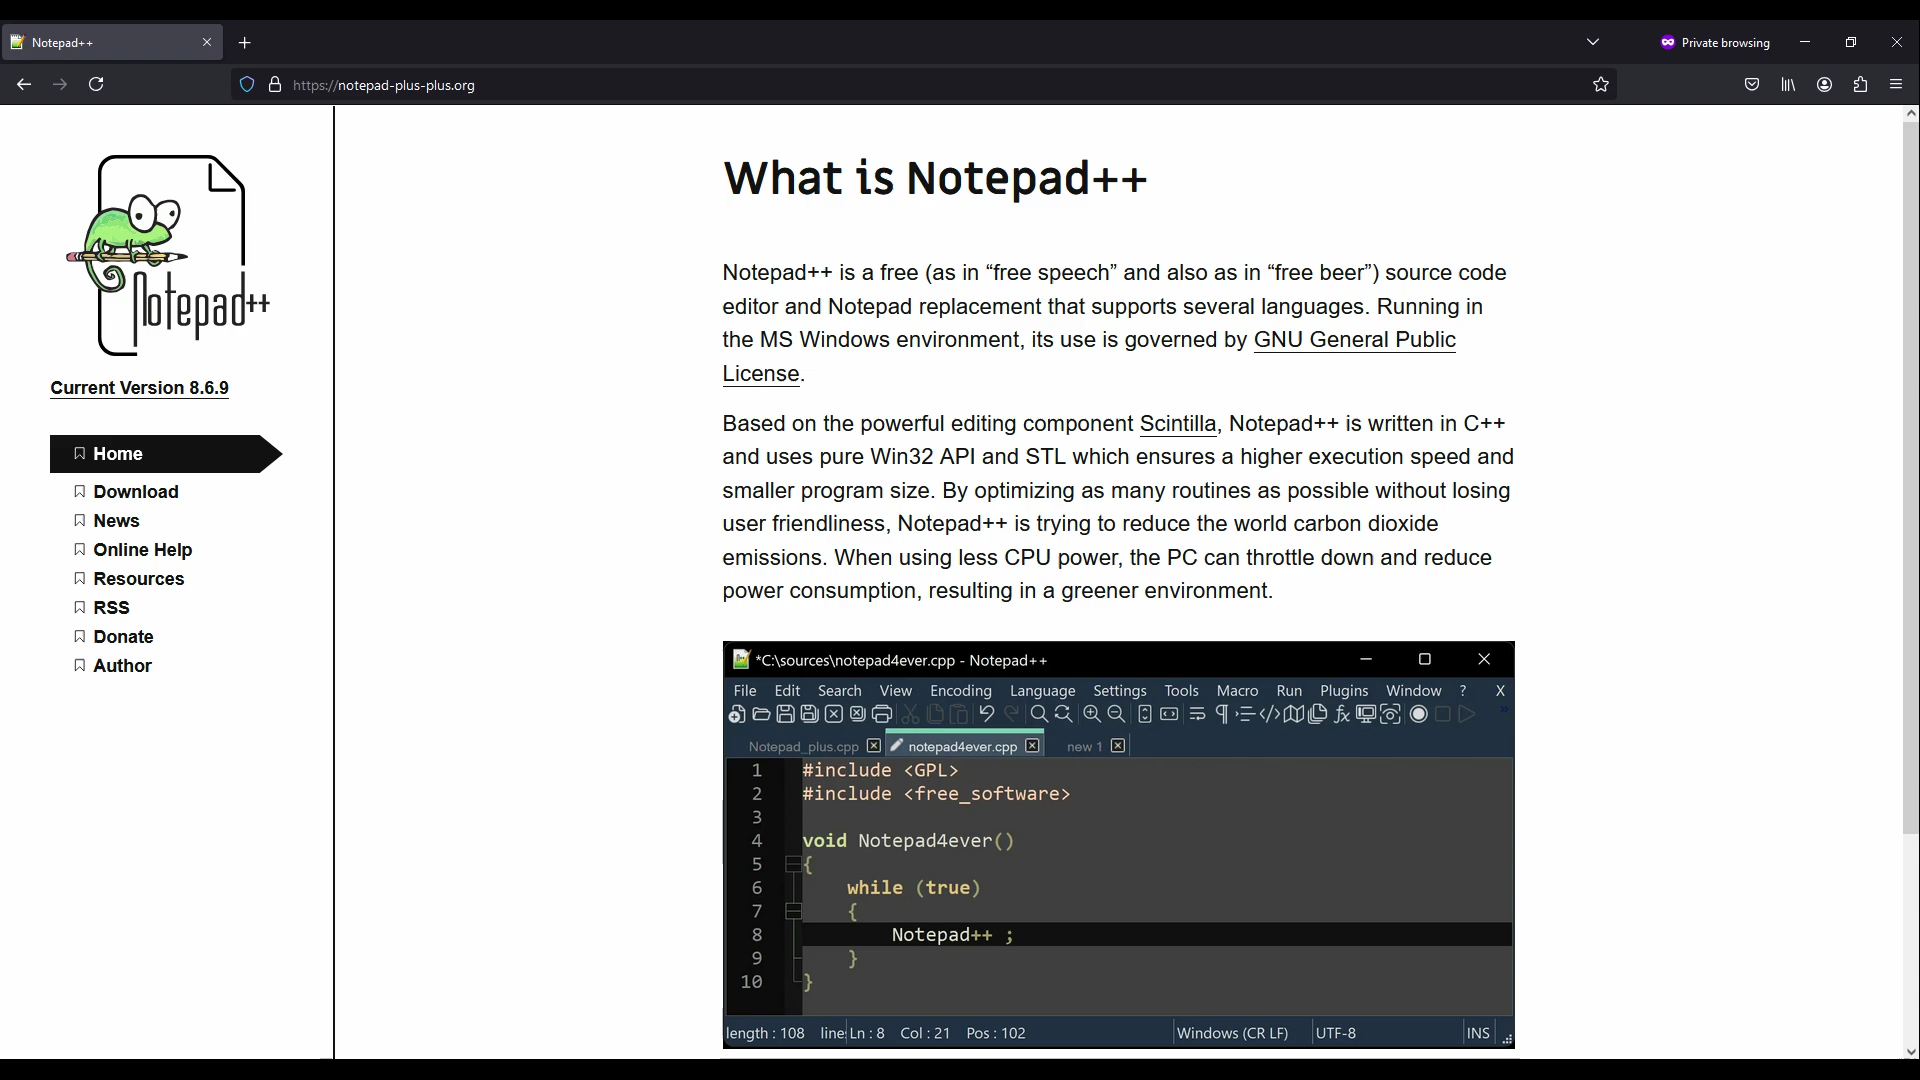 Notepad++
Private browsing
https://notepad-plus-plus.org
Notepad++
Current Version 8.6.9
Home
Download
News
Online Help
Resources
RSS
Donate
Author
What is Notepad++
Notepad++ is a free (as in “free speech” and also as in “free beer”) source code
editor and Notepad replacement that supports several languages. Running in
the MS Windows environment, its use is governed by GNU General Public
License.
Based on the powerful editing component Scintilla, Notepad++ is written in C++
and uses pure Win32 API and STL which ensures a higher execution speed and
smaller program size. By optimizing as many routines as possible without losing
user friendliness, Notepad++ is trying to reduce the world carbon dioxide
emissions. When using less CPU power, the PC can throttle down and reduce
power consumption, resulting in a greener environment.
*C:\sources\notepad4ever.cpp - Notepad++
File Edit Search View Encoding Language Settings Tools Macro Run Plugins Window ? X
Notepad_plus.cpp notepad4ever.cpp new 1
1 #include <GPL>
2 #include <free_software>
3
4 void Notepad4ever()
5 {
6 while (true)
7 {
8 Notepad++ ;
9 }
10 }
length : 108 line: Ln : 8 Col : 21 Pos : 102 Windows (CR LF) UTF-8 INS